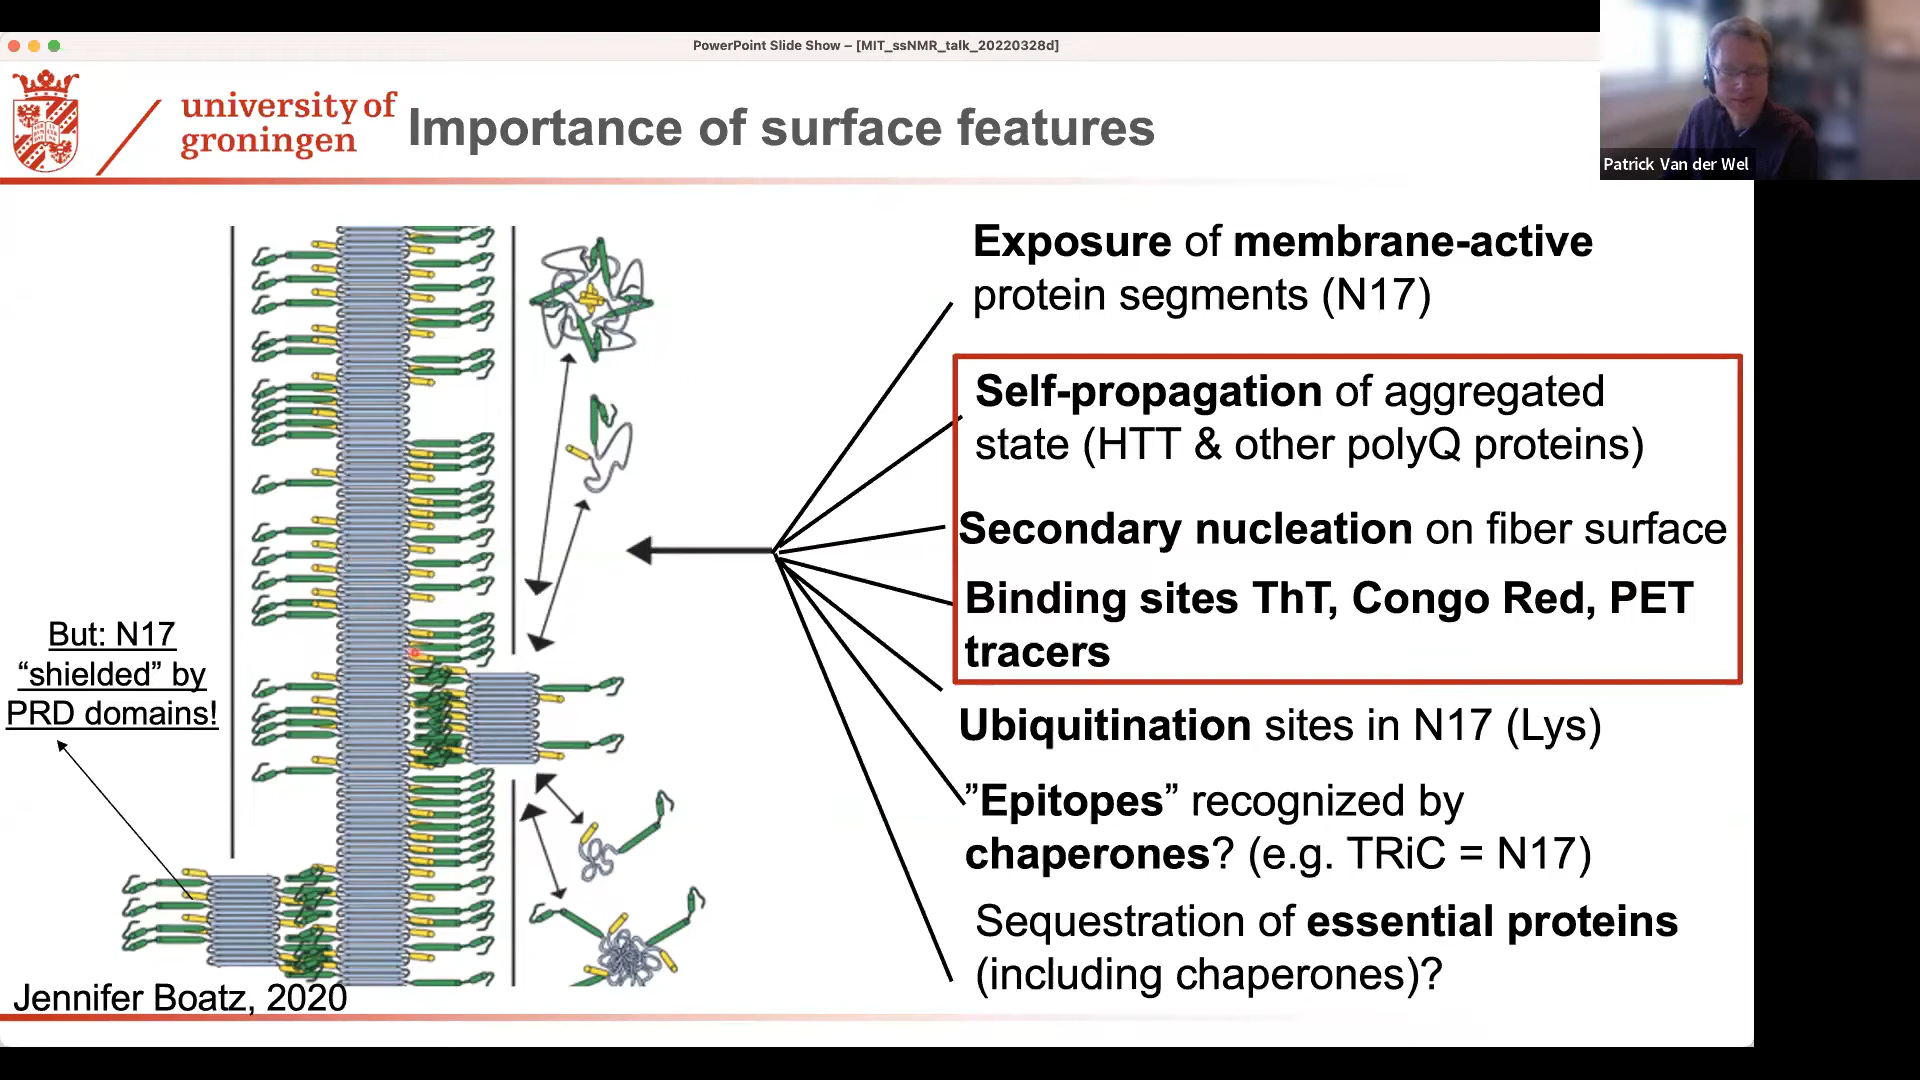 PowerPoint Slide Show – [MIT_ssNMR_talk_20220328d]
university of
groningen
Importance of surface features
Patrick Van der Wel
Exposure of membrane-active
protein segments (N17)
Self-propagation of aggregated
state (HTT & other polyQ proteins)
Secondary nucleation on fiber surface
Binding sites ThT, Congo Red, PET
tracers
Ubiquitination sites in N17 (Lys)
”Epitopes” recognized by
chaperones? (e.g. TRiC = N17)
Sequestration of essential proteins
(including chaperones)?
But: N17
“shielded” by
PRD domains!
Jennifer Boatz, 2020